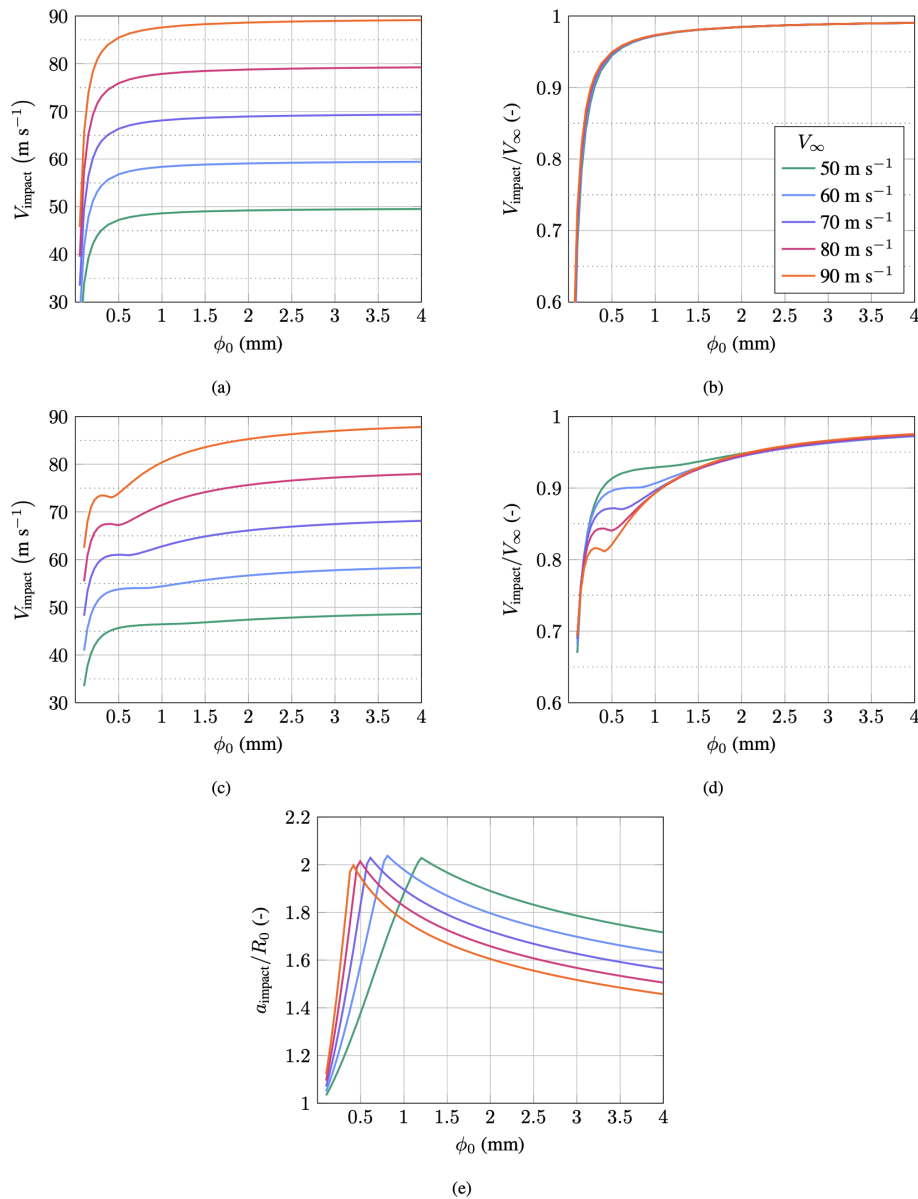 90
80
70
60
50
40
30
0.5 1 1.5 2 2.5 3 3.5 4
V_impact (m s⁻¹)
ϕ₀ (mm)
(a)
1
0.9
0.8
0.7
0.6
0.5 1 1.5 2 2.5 3 3.5 4
V_impact/V_∞ (-)
ϕ₀ (mm)
V_∞
50 m s⁻¹
60 m s⁻¹
70 m s⁻¹
80 m s⁻¹
90 m s⁻¹
(b)
90
80
70
60
50
40
30
0.5 1 1.5 2 2.5 3 3.5 4
V_impact (m s⁻¹)
ϕ₀ (mm)
(c)
1
0.9
0.8
0.7
0.6
0.5 1 1.5 2 2.5 3 3.5 4
V_impact/V_∞ (-)
ϕ₀ (mm)
(d)
2.2
2
1.8
1.6
1.4
1.2
1
0.5 1 1.5 2 2.5 3 3.5 4
a_impact/R₀ (-)
ϕ₀ (mm)
(e)